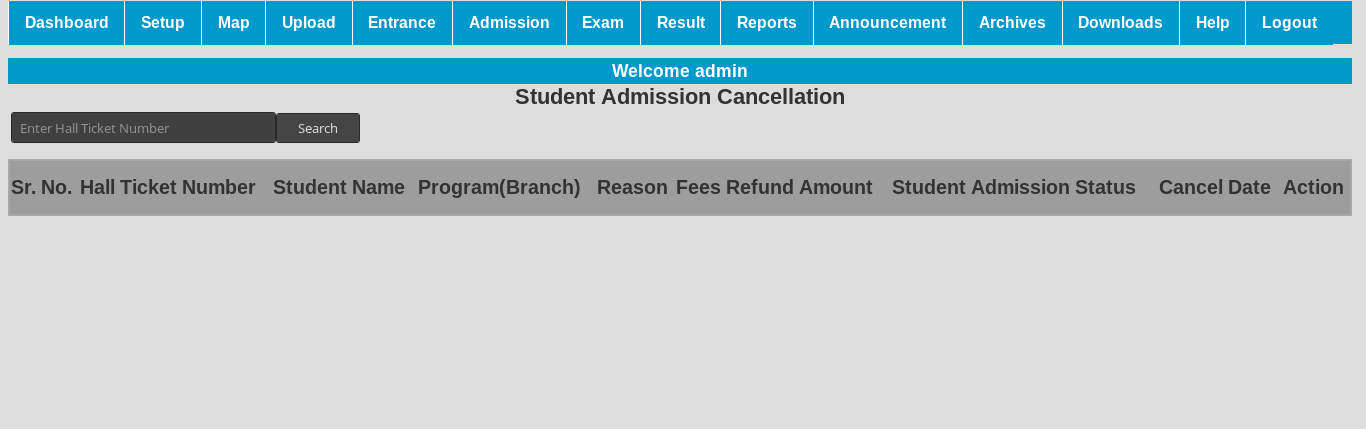 Dashboard Setup Map Upload Entrance Admission Exam Result Reports Announcement Archives Downloads Help Logout
Welcome admin
Student Admission Cancellation
Enter Hall Ticket Number Search
Sr. No. Hall Ticket Number Student Name Program(Branch) Reason Fees Refund Amount Student Admission Status Cancel Date Action